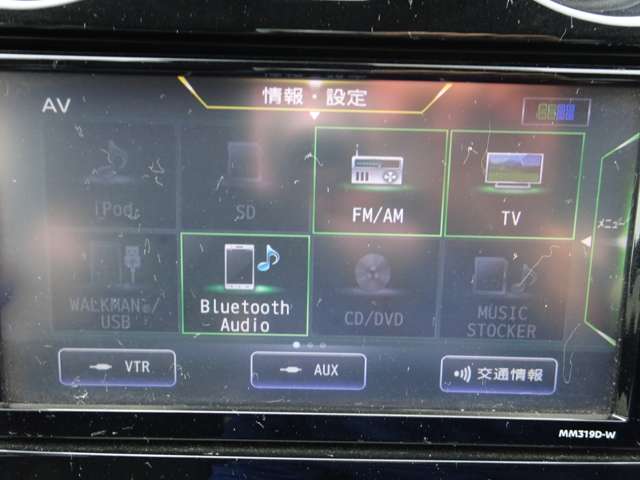 情報・設定
AV
iPod
SD
FM/AM
TV
メニュー
WALKMAN®/
USB
Bluetooth
Audio
CD/DVD
MUSIC
STOCKER
VTR
AUX
交通情報
MM319D-W